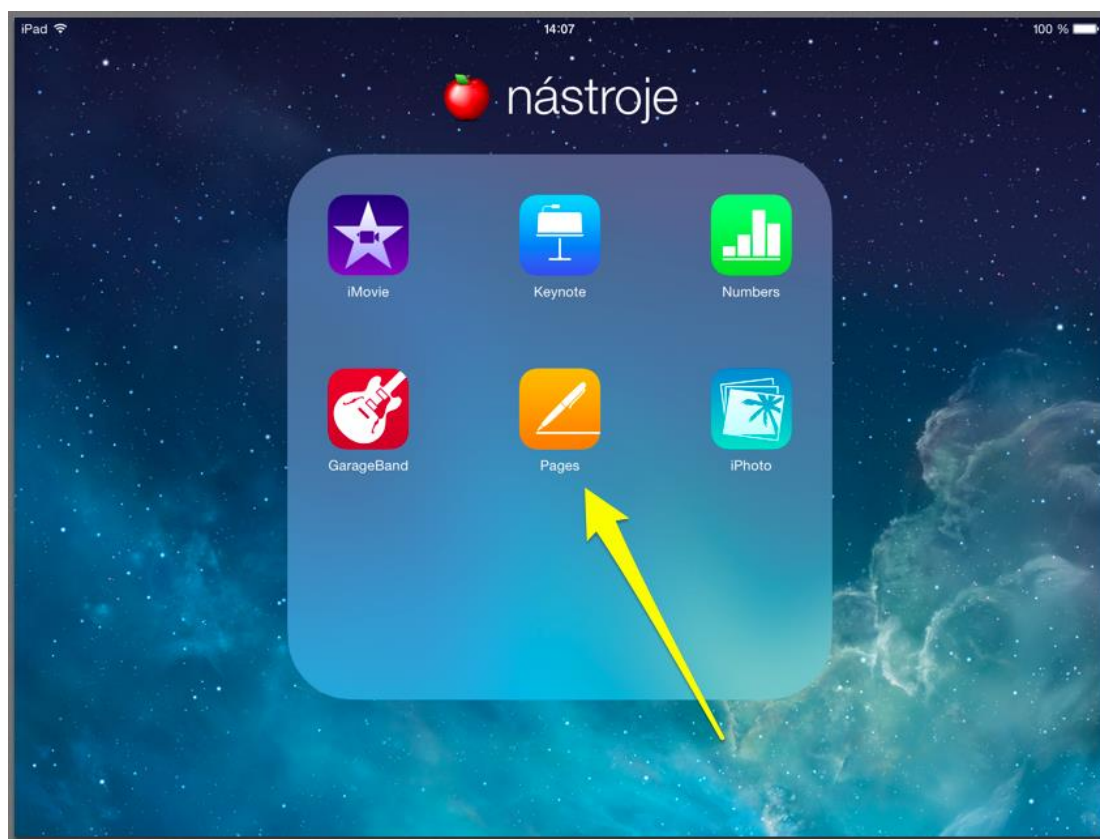 iPad 14:07 100 %
🍎 nástroje
iMovie Keynote Numbers
GarageBand Pages iPhoto